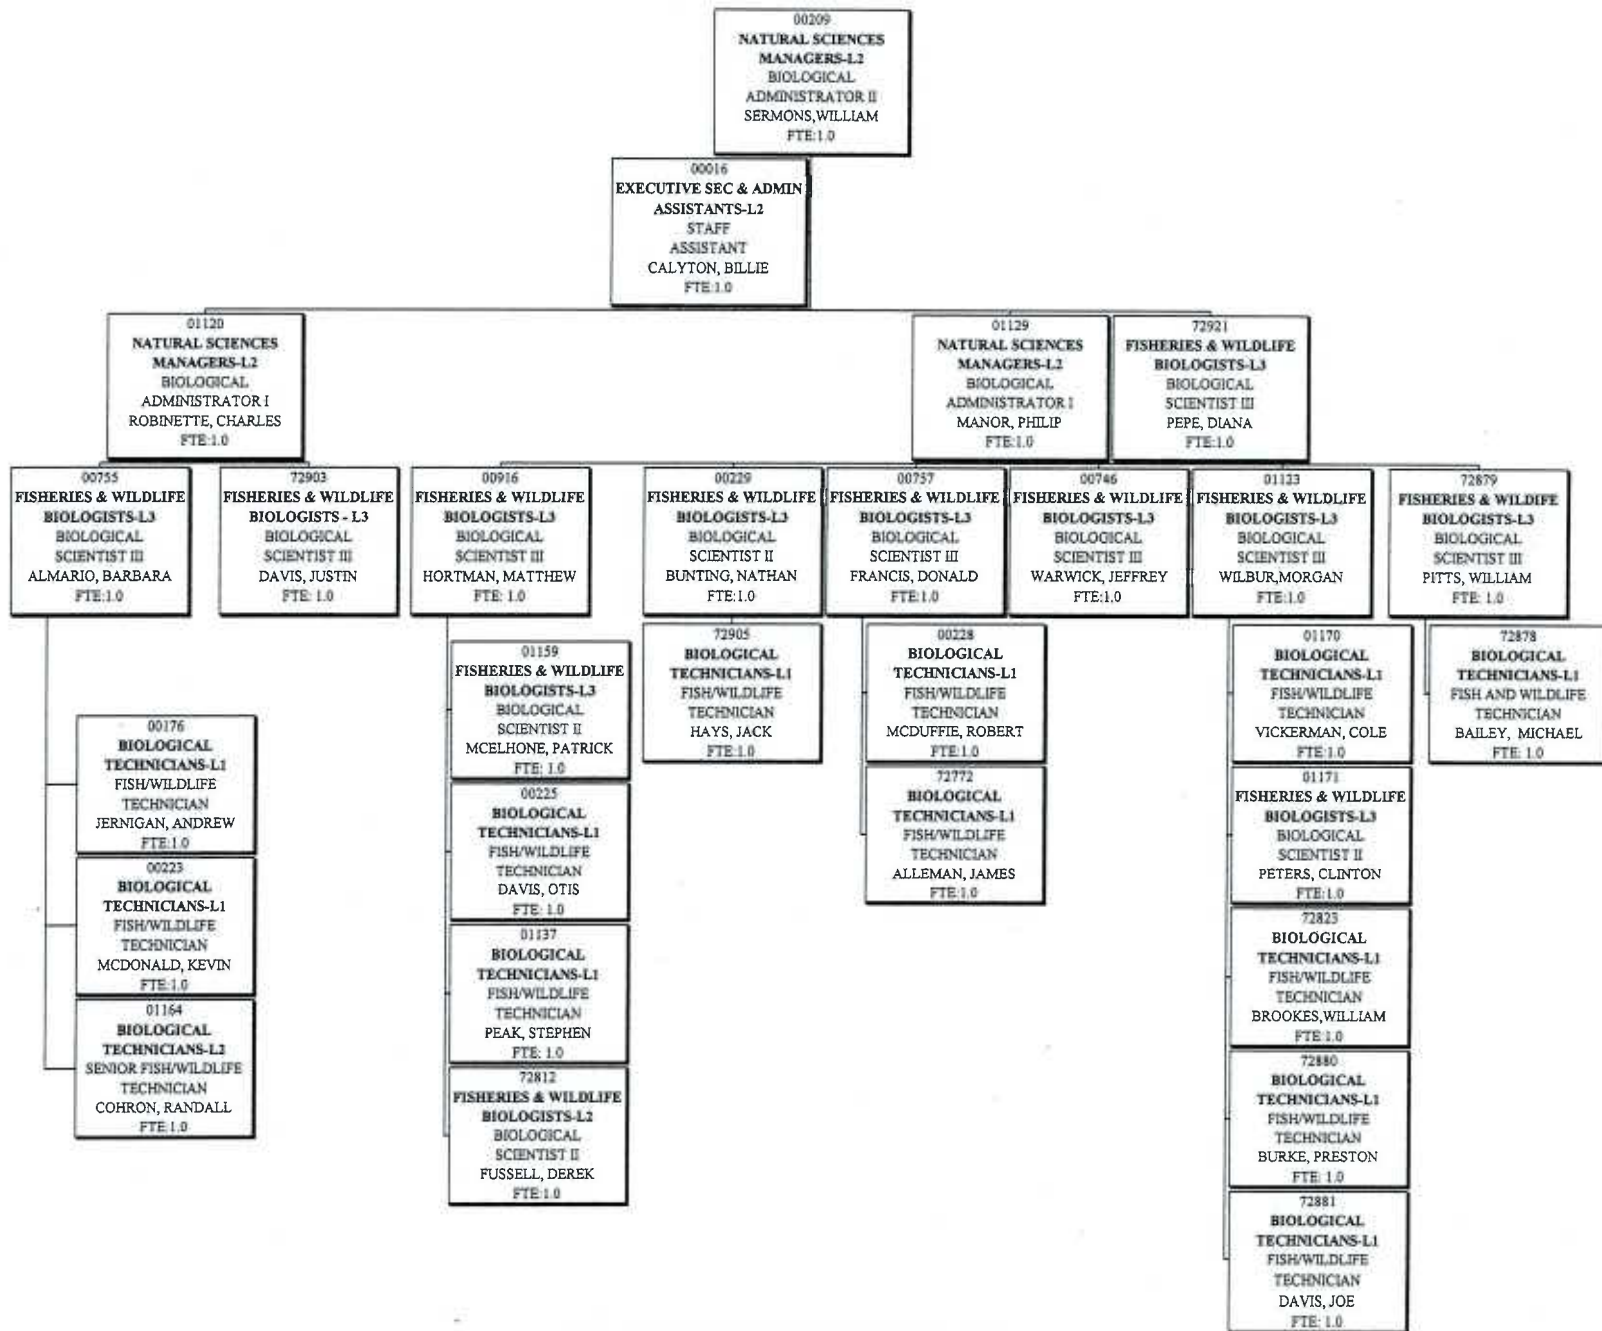 00209
NATURAL SCIENCES
MANAGERS-L2
BIOLOGICAL
ADMINISTRATOR II
SERMONS,WILLIAM
FTE:1.0
00016
EXECUTIVE SEC & ADMIN
ASSISTANTS-L2
STAFF
ASSISTANT
CALYTON, BILLIE
FTE:1.0
01120
NATURAL SCIENCES
MANAGERS-L2
BIOLOGICAL
ADMINISTRATOR I
ROBINETTE, CHARLES
FTE:1.0
01129
NATURAL SCIENCES
MANAGERS-L2
BIOLOGICAL
ADMINISTRATOR I
MANOR, PHILIP
FTE:1.0
72921
FISHERIES & WILDLIFE
BIOLOGISTS-L3
BIOLOGICAL
SCIENTIST III
PEPE, DIANA
FTE:1.0
00755
FISHERIES & WILDLIFE
BIOLOGISTS-L3
BIOLOGICAL
SCIENTIST III
ALMARIO, BARBARA
FTE:1.0
72903
FISHERIES & WILDLIFE
BIOLOGISTS - L3
BIOLOGICAL
SCIENTIST III
DAVIS, JUSTIN
FTE: 1.0
00916
FISHERIES & WILDLIFE
BIOLOGISTS-L3
BIOLOGICAL
SCIENTIST III
HORTMAN, MATTHEW
FTE: 1.0
00229
FISHERIES & WILDLIFE
BIOLOGISTS-L3
BIOLOGICAL
SCIENTIST II
BUNTING, NATHAN
FTE:1.0
00757
FISHERIES & WILDLIFE
BIOLOGISTS-L3
BIOLOGICAL
SCIENTIST III
FRANCIS, DONALD
FTE:1.0
00746
FISHERIES & WILDLIFE
BIOLOGISTS-L3
BIOLOGICAL
SCIENTIST III
WARWICK, JEFFREY
FTE:1.0
01123
FISHERIES & WILDLIFE
BIOLOGISTS-L3
BIOLOGICAL
SCIENTIST III
WILBUR,MORGAN
FTE:1.0
72879
FISHERIES & WILDIFE
BIOLOGISTS-L3
BIOLOGICAL
SCIENTIST III
PITTS, WILLIAM
FTE: 1.0
00176
BIOLOGICAL
TECHNICIANS-L1
FISH/WILDLIFE
TECHNICIAN
JERNIGAN, ANDREW
FTE:1.0
00223
BIOLOGICAL
TECHNICIANS-L1
FISH/WILDLIFE
TECHNICIAN
MCDONALD, KEVIN
FTE:1.0
01164
BIOLOGICAL
TECHNICIANS-L2
SENIOR FISH/WILDLIFE
TECHNICIAN
COHRON, RANDALL
FTE:1.0
01159
FISHERIES & WILDLIFE
BIOLOGISTS-L3
BIOLOGICAL
SCIENTIST II
MCELHONE, PATRICK
FTE: 1.0
00225
BIOLOGICAL
TECHNICIANS-L1
FISH/WILDLIFE
TECHNICIAN
DAVIS, OTIS
FTE: 1.0
01137
BIOLOGICAL
TECHNICIANS-L1
FISH/WILDLIFE
TECHNICIAN
PEAK, STEPHEN
FTE: 1.0
72812
FISHERIES & WILDLIFE
BIOLOGISTS-L2
BIOLOGICAL
SCIENTIST II
FUSSELL, DEREK
FTE:1.0
72905
BIOLOGICAL
TECHNICIANS-L1
FISH/WILDLIFE
TECHNICIAN
HAYS, JACK
FTE:1.0
00228
BIOLOGICAL
TECHNICIANS-L1
FISH/WILDLIFE
TECHNICIAN
MCDUFFIE, ROBERT
FTE:1.0
72772
BIOLOGICAL
TECHNICIANS-L1
FISH/WILDLIFE
TECHNICIAN
ALLEMAN, JAMES
FTE:1.0
01170
BIOLOGICAL
TECHNICIANS-L1
FISH/WILDLIFE
TECHNICIAN
VICKERMAN, COLE
FTE:1.0
01171
FISHERIES & WILDLIFE
BIOLOGISTS-L3
BIOLOGICAL
SCIENTIST II
PETERS, CLINTON
FTE:1.0
72823
BIOLOGICAL
TECHNICIANS-L1
FISH/WILDLIFE
TECHNICIAN
BROOKES,WILLIAM
FTE:1.0
72880
BIOLOGICAL
TECHNICIANS-L1
FISH/WILDLIFE
TECHNICIAN
BURKE, PRESTON
FTE: 1.0
72881
BIOLOGICAL
TECHNICIANS-L1
FISH/WILDLIFE
TECHNICIAN
DAVIS, JOE
FTE: 1.0
72878
BIOLOGICAL
TECHNICIANS-L1
FISH AND WILDLIFE
TECHNICIAN
BAILEY, MICHAEL
FTE: 1.0